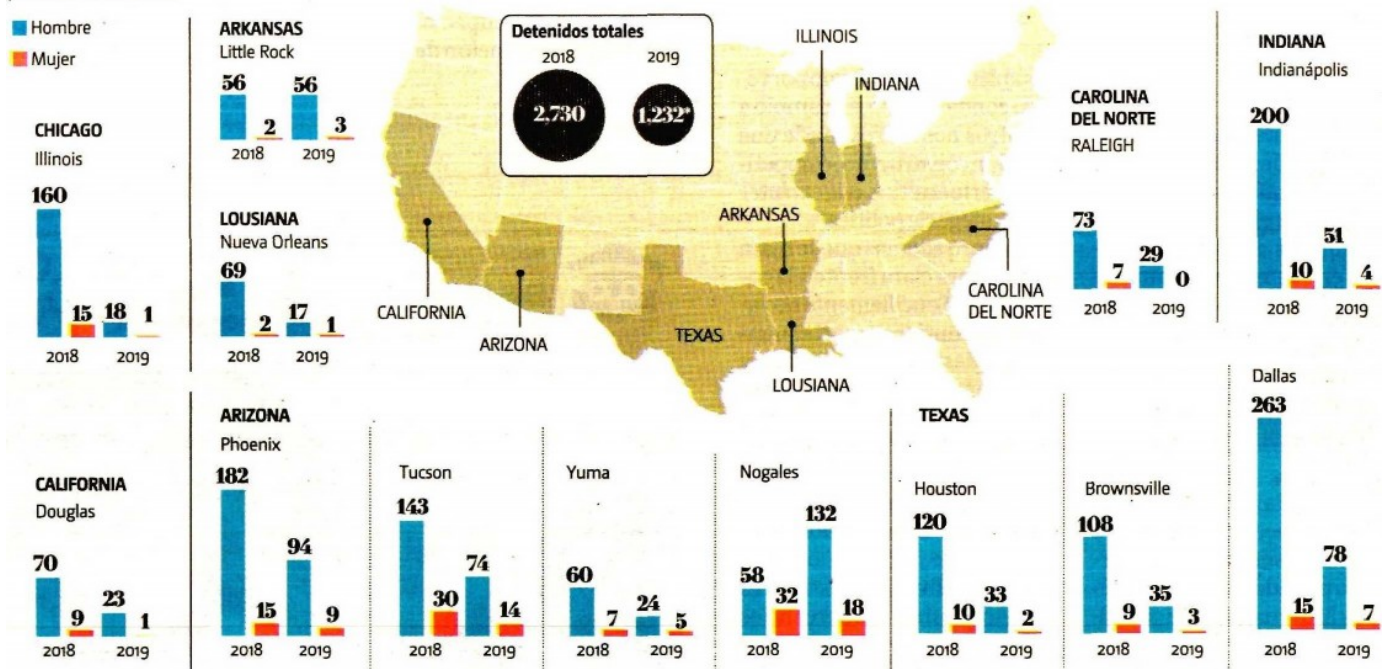 Hombre
Mujer
CHICAGO
Illinois
160
15
18
1
2018
2019
ARKANSAS
Little Rock
56
2
56
3
2018
2019
LOUSIANA
Nueva Orleans
69
2
17
1
2018
2019
Detenidos totales
2018
2019
2,730
1,232*
ILLINOIS
INDIANA
ARKANSAS
CALIFORNIA
ARIZONA
TEXAS
LOUSIANA
CAROLINA
DEL NORTE
CAROLINA
DEL NORTE
RALEIGH
73
7
29
0
2018
2019
INDIANA
Indianápolis
200
10
51
4
2018
2019
CALIFORNIA
Douglas
70
9
23
1
2018
2019
ARIZONA
Phoenix
182
15
94
9
2018
2019
Tucson
143
30
74
14
2018
2019
Yuma
60
7
24
5
2018
2019
Nogales
58
32
132
18
2018
2019
TEXAS
Houston
120
10
33
2
2018
2019
Brownsville
108
9
35
3
2018
2019
Dallas
263
15
78
7
2018
2019